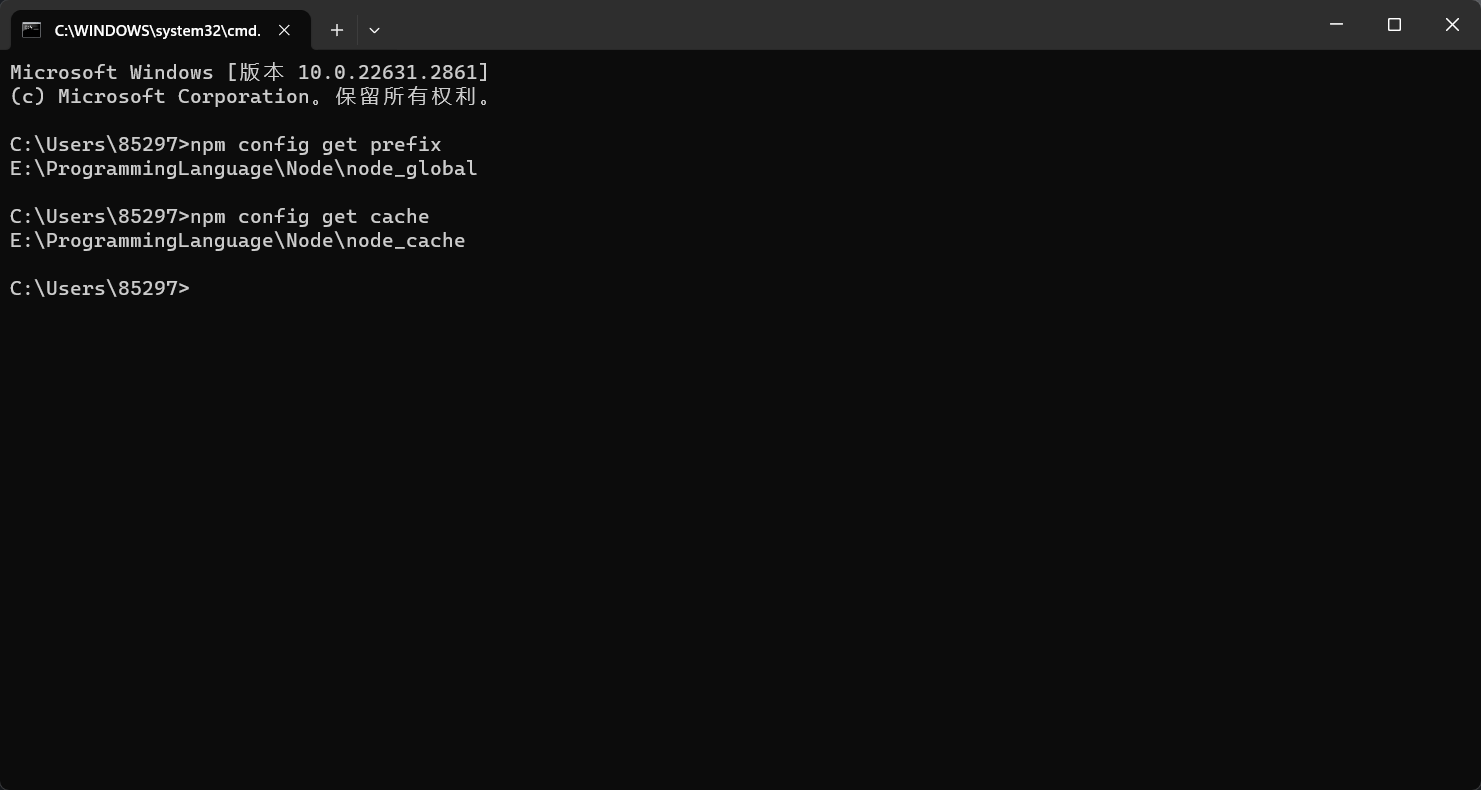 C:\WINDOWS\system32\cmd.
Microsoft Windows [版本 10.0.22631.2861]
(c) Microsoft Corporation。保留所有权利。
C:\Users\85297>npm config get prefix
E:\ProgrammingLanguage\Node\node_global
C:\Users\85297>npm config get cache
E:\ProgrammingLanguage\Node\node_cache
C:\Users\85297>